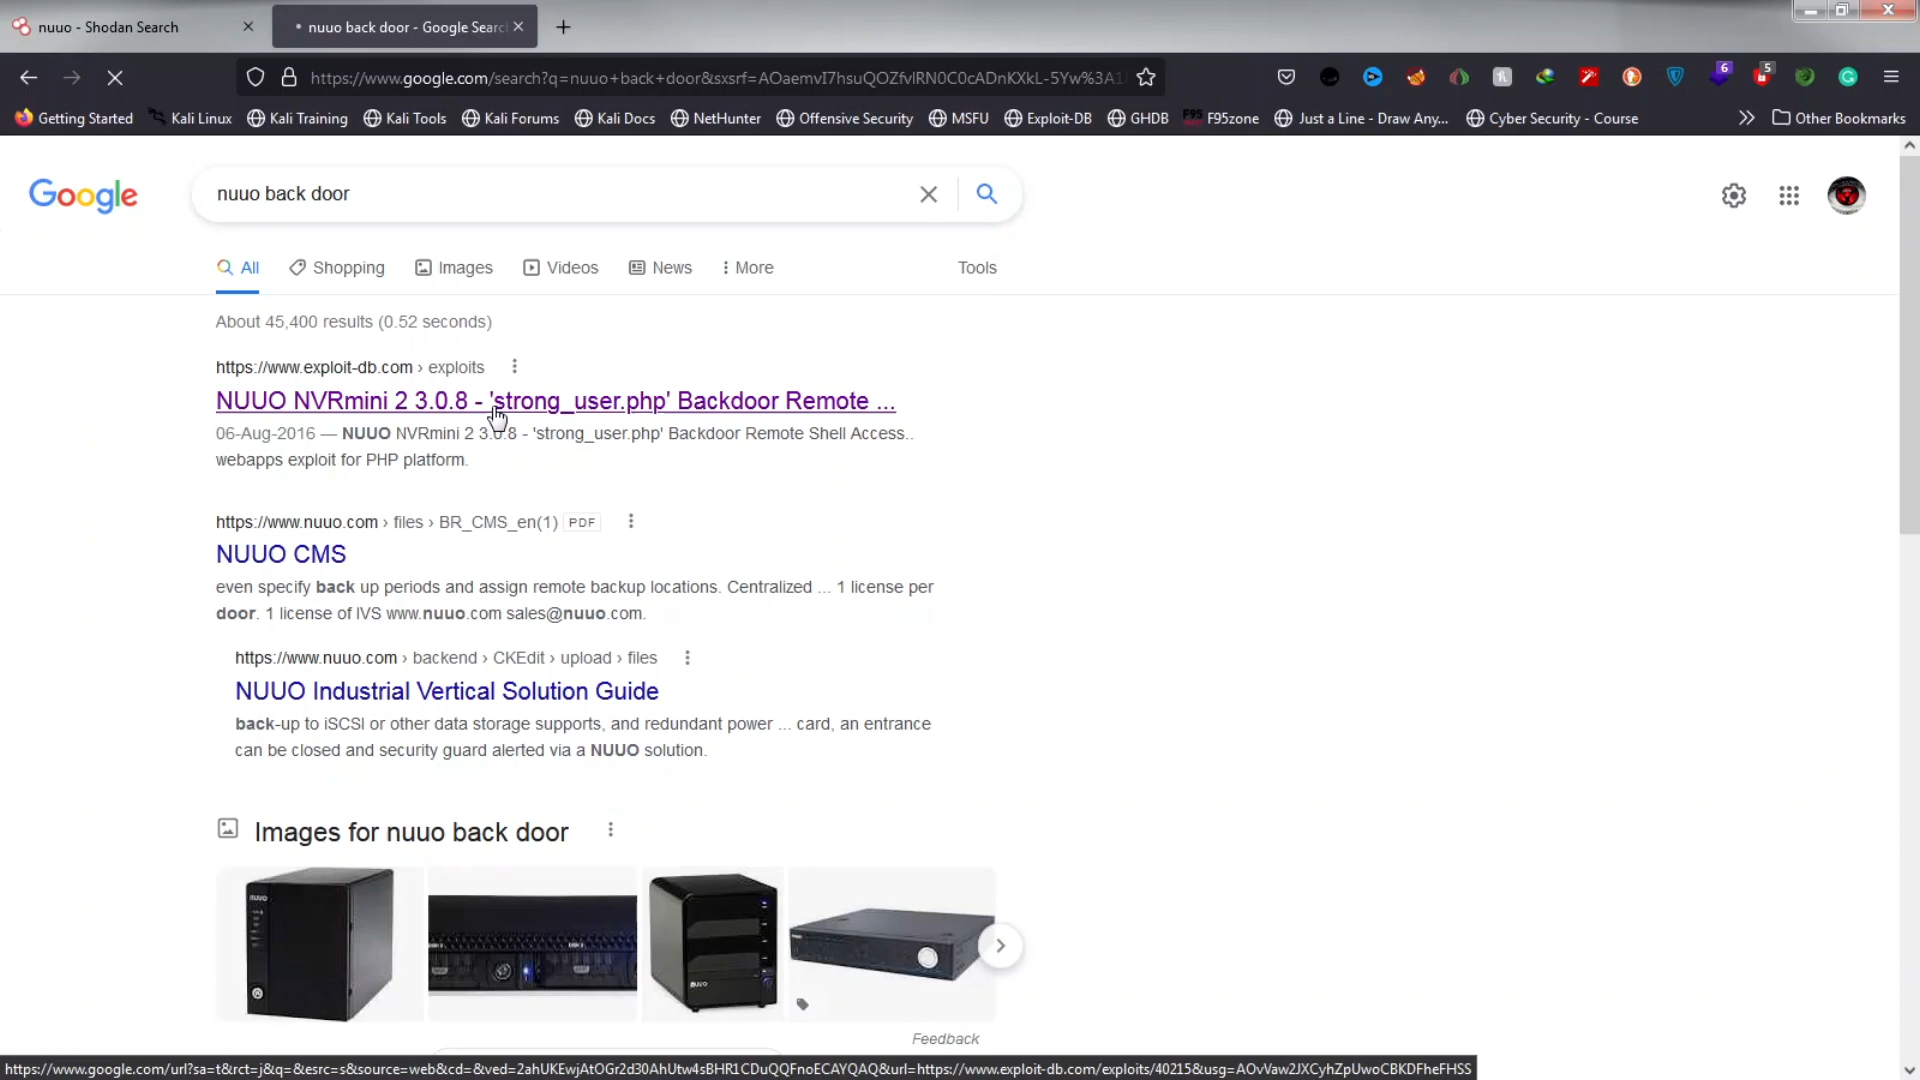 nuuo - Shodan Search
nuuo back door - Google Searc
https://www.google.com/search?q=nuuo+back+door&sxsrf=AOaemvI7hsuQOZfvlRN0C0cADnKXkL-5Yw%3A1
6
5
Getting Started
Kali Linux
Kali Training
Kali Tools
Kali Forums
Kali Docs
NetHunter
Offensive Security
MSFU
Exploit-DB
GHDB
F95zone
Just a Line - Draw Any...
Cyber Security - Course
Other Bookmarks
Google
nuuo back door
All
Shopping
Images
Videos
News
More
Tools
About 45,400 results (0.52 seconds)
https://www.exploit-db.com › exploits
NUUO NVRmini 2 3.0.8 - 'strong_user.php' Backdoor Remote ...
06-Aug-2016 — NUUO NVRmini 2 3.0.8 - 'strong_user.php' Backdoor Remote Shell Access..
webapps exploit for PHP platform.
https://www.nuuo.com › files › BR_CMS_en(1) PDF
NUUO CMS
even specify back up periods and assign remote backup locations. Centralized ... 1 license per
door. 1 license of IVS www.nuuo.com sales@nuuo.com.
https://www.nuuo.com › backend › CKEdit › upload › files
NUUO Industrial Vertical Solution Guide
back-up to iSCSI or other data storage supports, and redundant power ... card, an entrance
can be closed and security guard alerted via a NUUO solution.
Images for nuuo back door
Feedback
https://www.google.com/url?sa=t&rct=j&q=&esrc=s&source=web&cd=&ved=2ahUKEwjAtOGr2d30AhUtw4sBHR1CDuQQFnoECAYQAQ&url=https://www.exploit-db.com/exploits/40215&usg=AOvVaw2JXCyhZpUwoCBKDFheFHSS